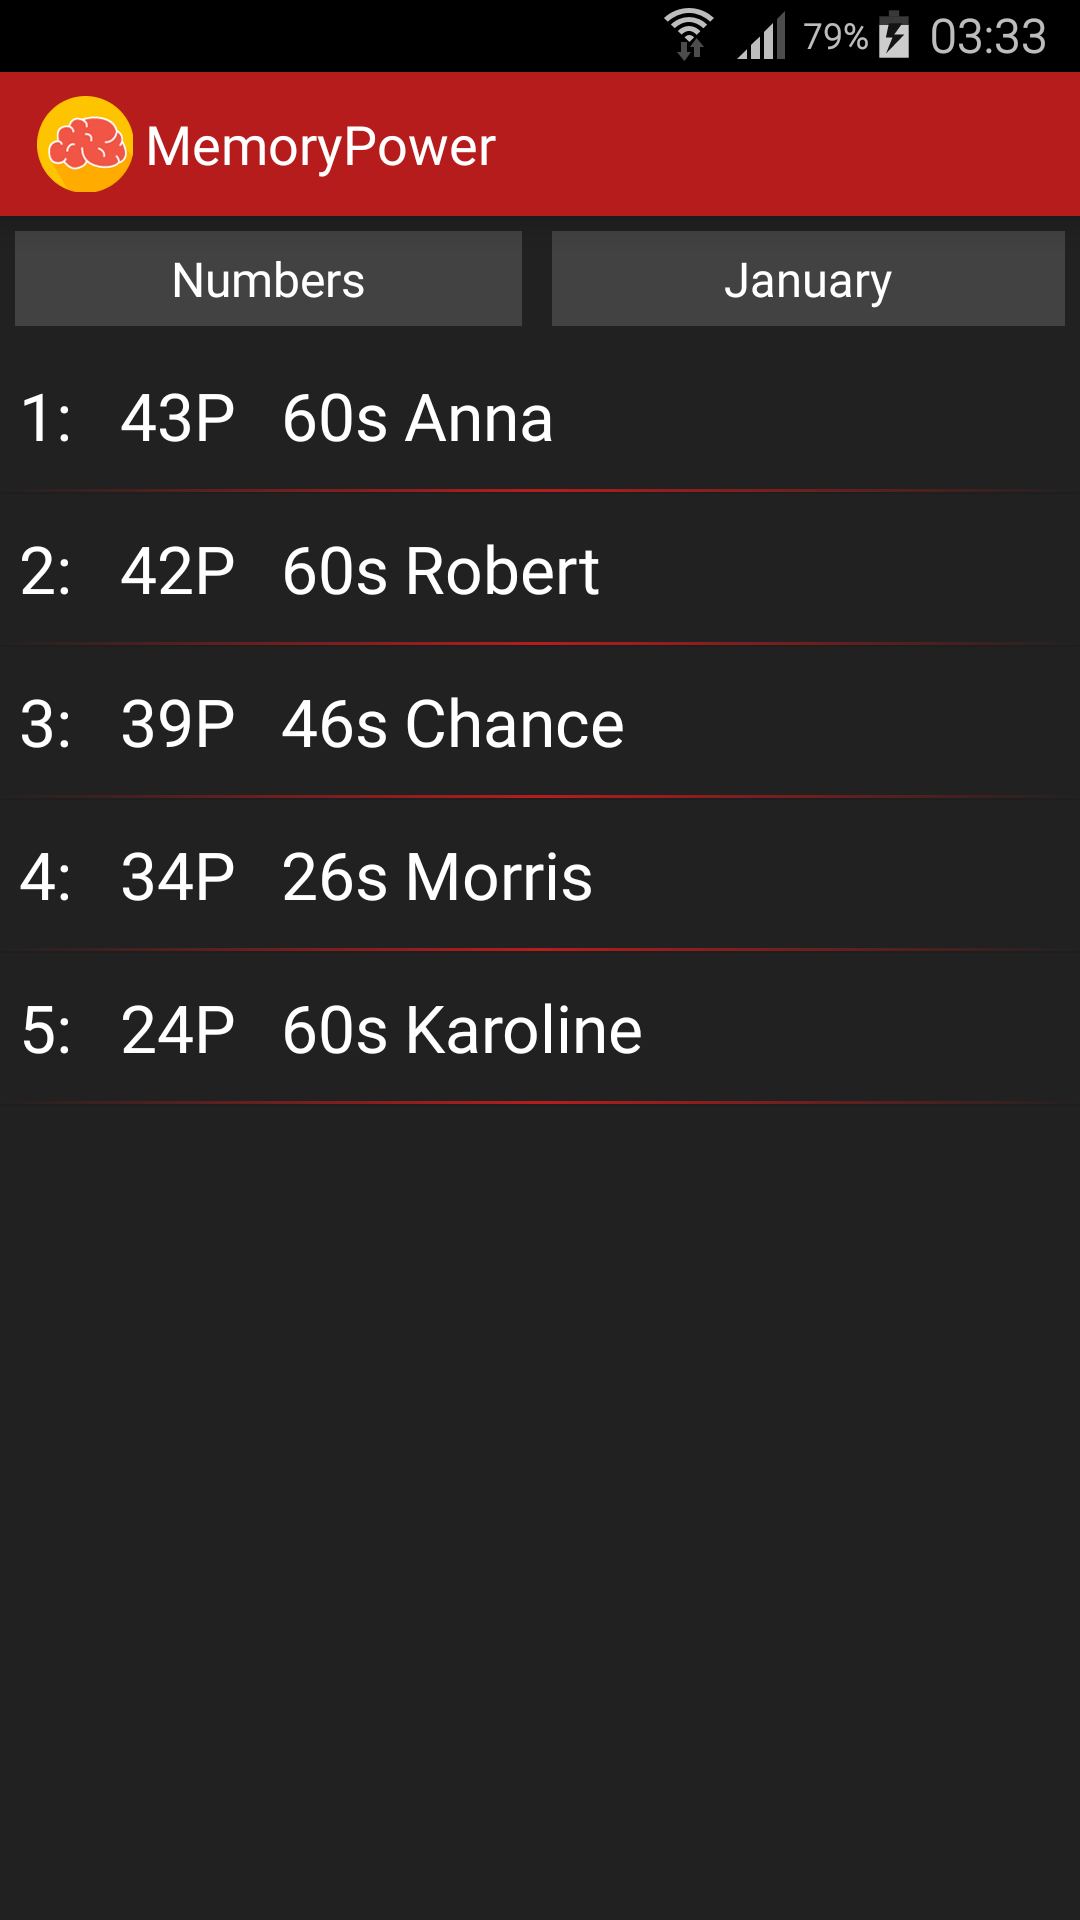 79% 03:33
MemoryPower
Numbers January
1: 43P 60s Anna
2: 42P 60s Robert
3: 39P 46s Chance
4: 34P 26s Morris
5: 24P 60s Karoline